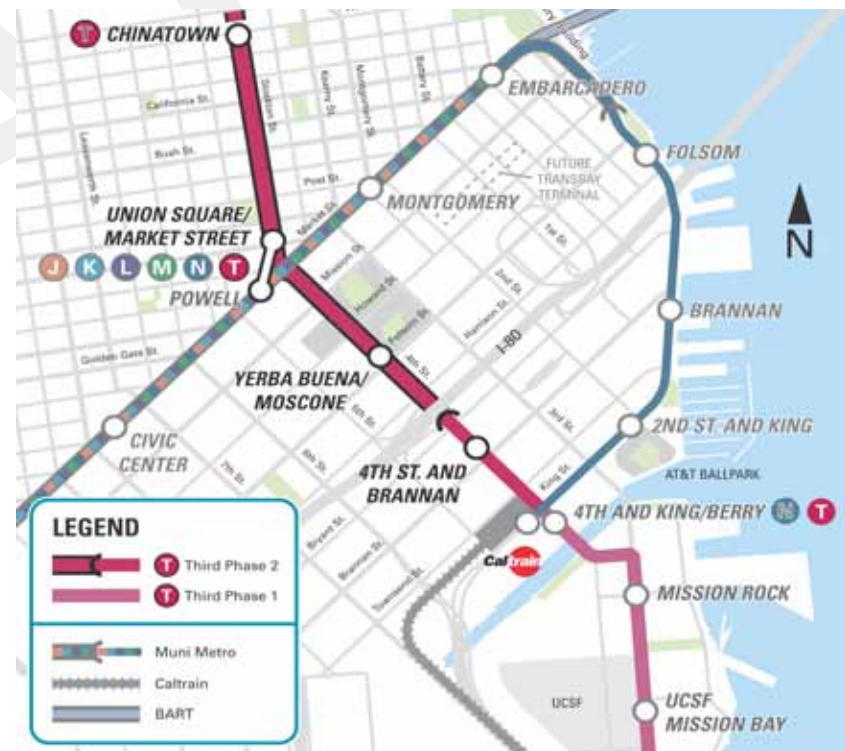 T CHINATOWN
California St.
Bush St.
Post St.
Leavenworth St.
Stockton St.
Kearny St.
Montgomery St.
Battery St.
Building
EMBARCADERO
FOLSOM
FUTURE
TRANSBAY
TERMINAL
MONTGOMERY
Market St.
UNION SQUARE/
MARKET STREET
J K L M N T
POWELL
N
Mission St.
Howard St.
Folsom St.
Harrison St.
1st St.
2nd St.
3rd St.
4th St.
5th St.
6th St.
7th St.
I-80
BRANNAN
Golden Gate St.
YERBA BUENA/
MOSCONE
CIVIC
CENTER
2ND ST. AND KING
AT&T BALLPARK
4TH ST. AND
BRANNAN
King St.
4TH AND KING/BERRY N T
Caltrain
Bryant St.
Brannan St.
Townsend St.
MISSION ROCK
UCSF
UCSF
MISSION BAY
LEGEND
T Third Phase 2
T Third Phase 1
Muni Metro
Caltrain
BART